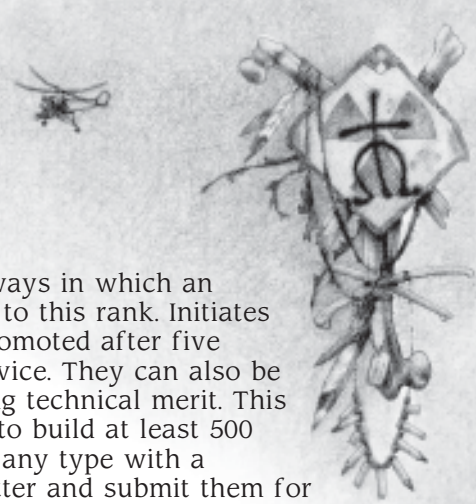 ways in which an
to this rank. Initiates
omoted after five
vice. They can also be
g technical merit. This
to build at least 500
any type with a
ter and submit them for